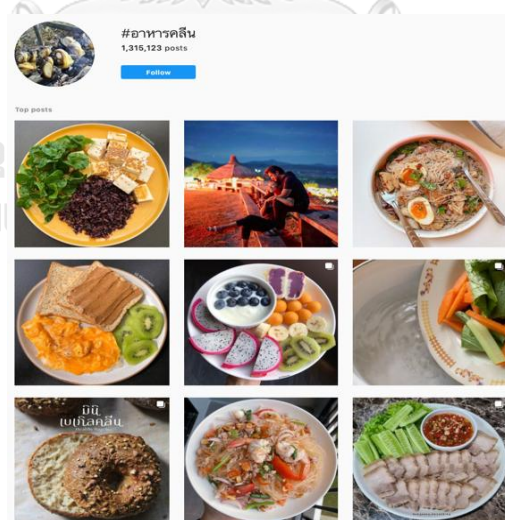 #อาหารคลีน
1,315,123 posts
Follow
Top posts
มินิ
เบเกิลคลีน